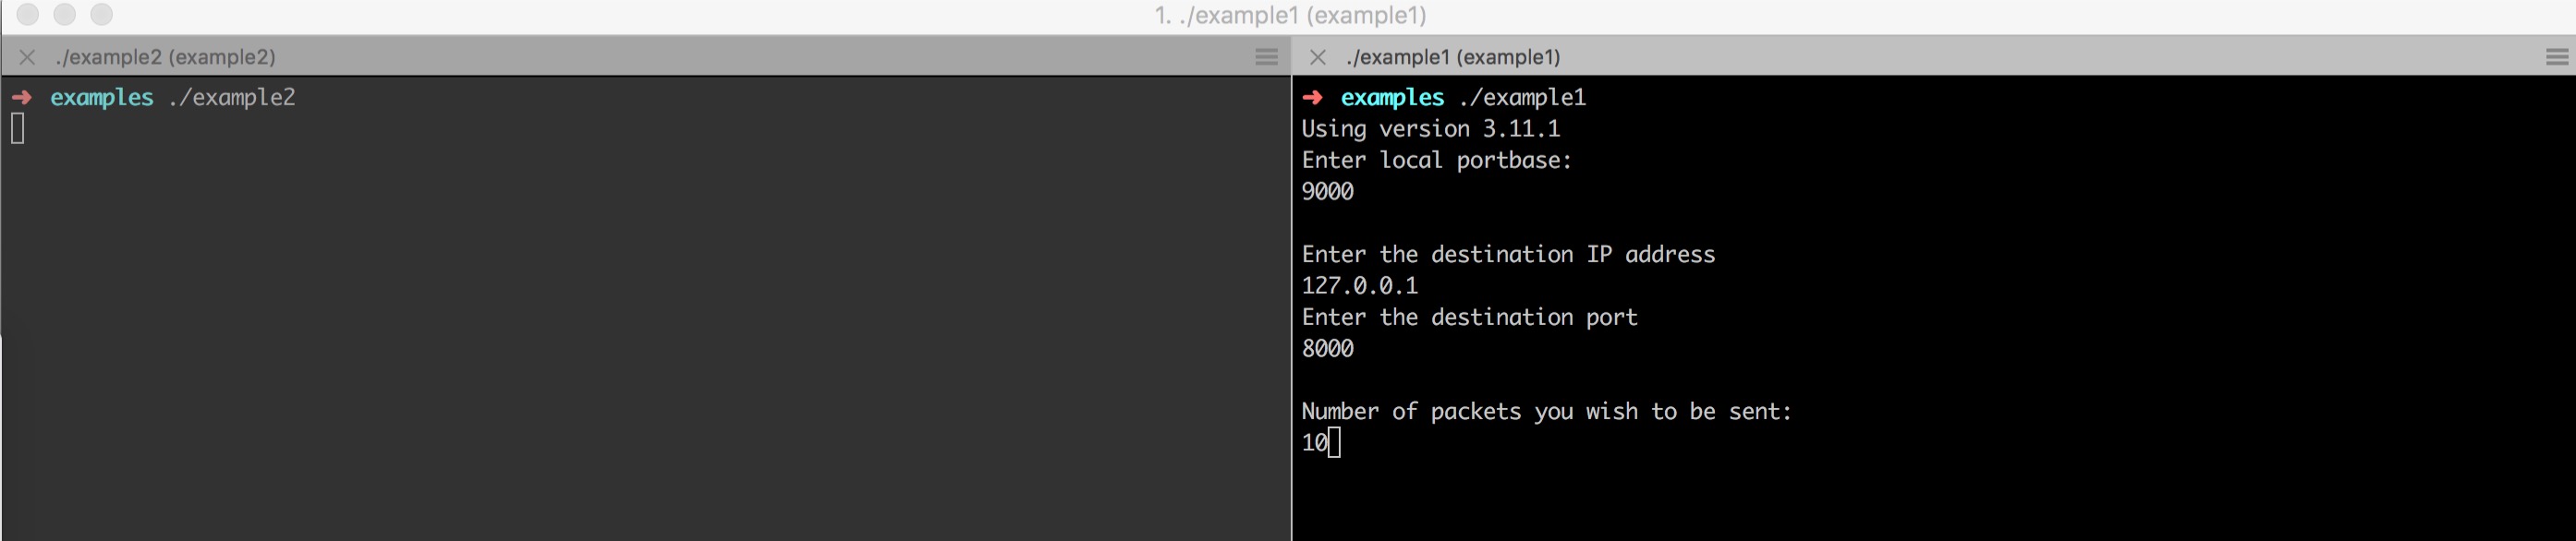 1. ./example1 (example1)
./example2 (example2)
➜ examples ./example2
./example1 (example1)
➜ examples ./example1
Using version 3.11.1
Enter local portbase:
9000
Enter the destination IP address
127.0.0.1
Enter the destination port
8000
Number of packets you wish to be sent:
10